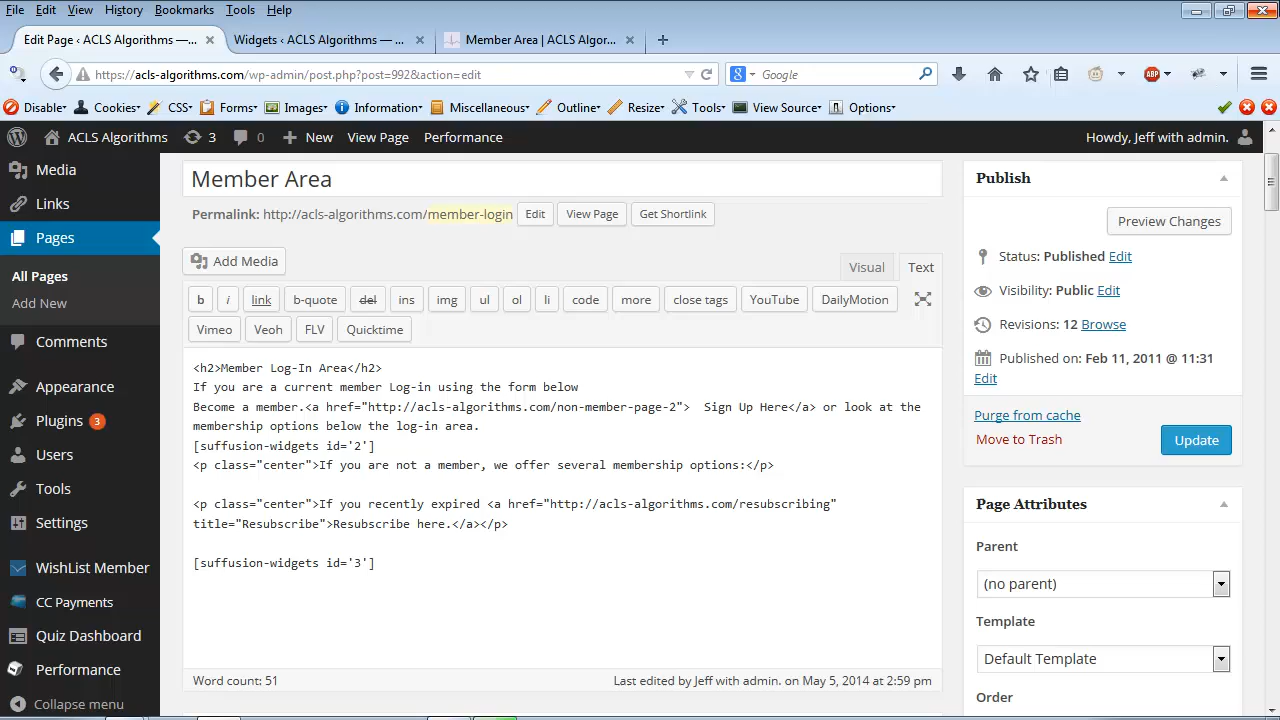 File Edit View History Bookmarks Tools Help
Edit Page ‹ ACLS Algorithms —... × Widgets ‹ ACLS Algorithms — ... × Member Area | ACLS Algor... × +
https://acls-algorithms.com/wp-admin/post.php?post=992&action=edit Google ABP
Disable Cookies CSS Forms Images Information Miscellaneous Outline Resize Tools View Source Options
ACLS Algorithms 3 0 New View Page Performance Howdy, Jeff with admin.
Media
Links
Pages
All Pages
Add New
Comments
Appearance
Plugins 3
Users
Tools
Settings
WishList Member
CC Payments
Quiz Dashboard
Performance
Collapse menu
Member Area
Permalink: http://acls-algorithms.com/member-login Edit View Page Get Shortlink
Add Media Visual Text
b i link b-quote del ins img ul ol li code more close tags YouTube DailyMotion
Vimeo Veoh FLV Quicktime
<h2>Member Log-In Area</h2>
If you are a current member Log-in using the form below
Become a member.<a href="http://acls-algorithms.com/non-member-page-2">  Sign Up Here</a> or look at the
membership options below the log-in area.
[suffusion-widgets id='2']
<p class="center">If you are not a member, we offer several membership options:</p>
<p class="center">If you recently expired <a href="http://acls-algorithms.com/resubscribing"
title="Resubscribe">Resubscribe here.</a></p>
[suffusion-widgets id='3']
Word count: 51 Last edited by Jeff with admin. on May 5, 2014 at 2:59 pm
Publish
Preview Changes
Status: Published Edit
Visibility: Public Edit
Revisions: 12 Browse
Published on: Feb 11, 2011 @ 11:31
Edit
Purge from cache
Move to Trash Update
Page Attributes
Parent
(no parent)
Template
Default Template
Order